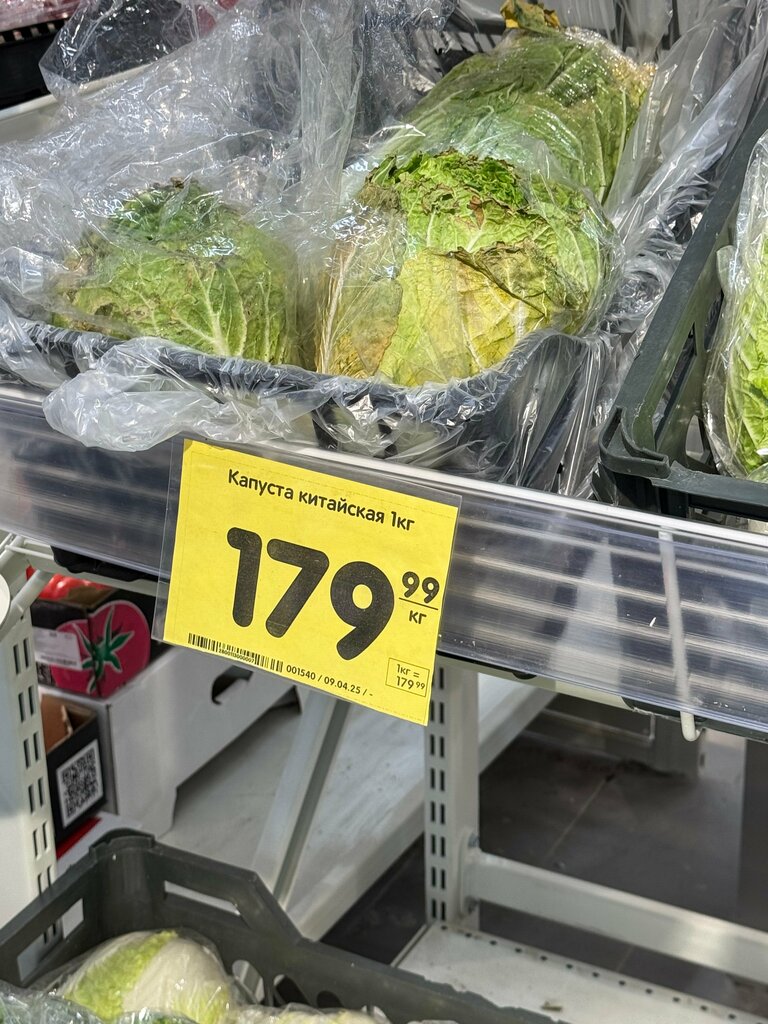 Капуста китайская 1кг
179 99
кг
001540 / 09.04.25 / -
1кг =
179 99